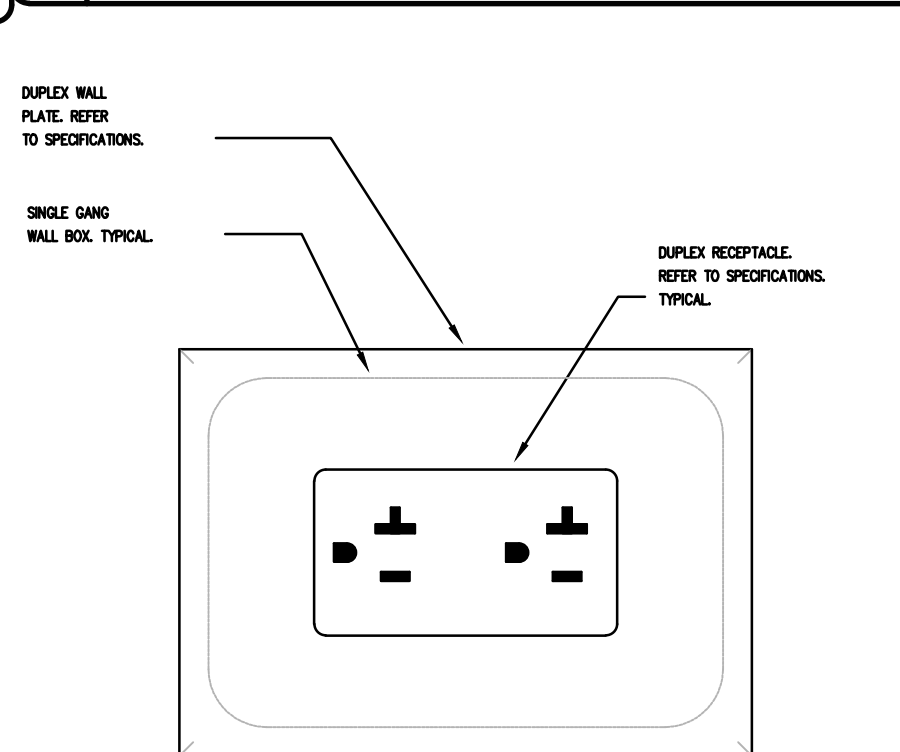 DUPLEX WALL
PLATE. REFER
TO SPECIFICATIONS.
SINGLE GANG
WALL BOX. TYPICAL.
DUPLEX RECEPTACLE.
REFER TO SPECIFICATIONS.
TYPICAL.